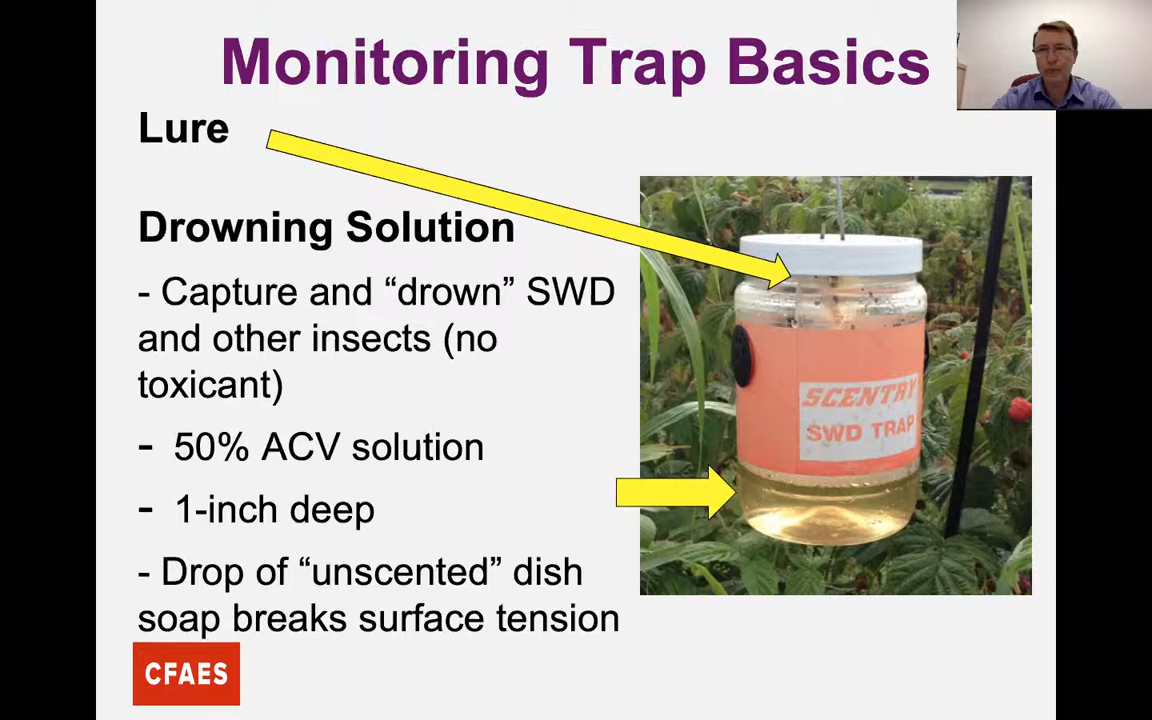 Monitoring Trap Basics
Lure
Drowning Solution
- Capture and “drown” SWD
and other insects (no
toxicant)
- 50% ACV solution
- 1-inch deep
- Drop of “unscented” dish
soap breaks surface tension
SCENTRY
SWD TRAP
CFAES